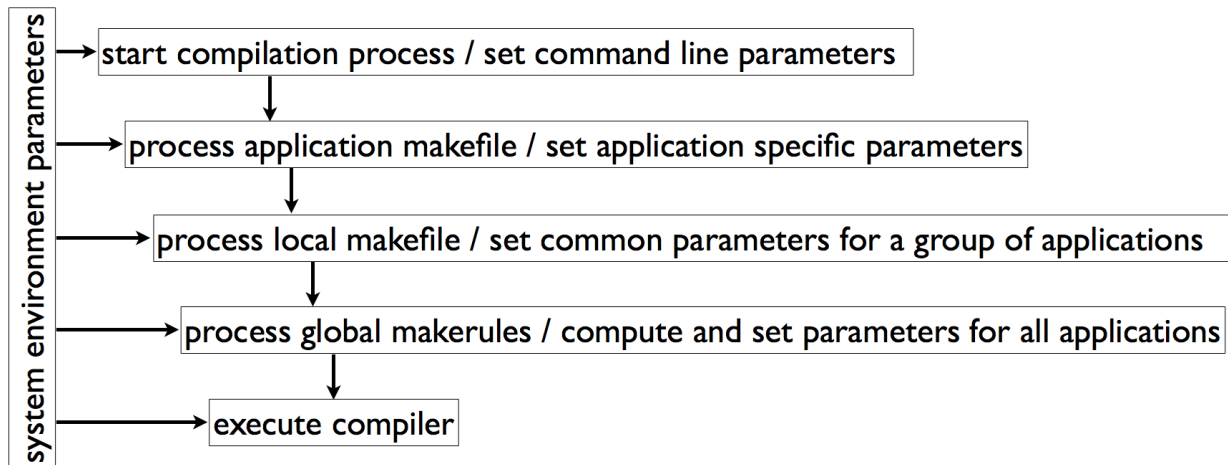 system environment parameters
start compilation process / set command line parameters
process application makefile / set application specific parameters
process local makefile / set common parameters for a group of applications
process global makerules / compute and set parameters for all applications
execute compiler